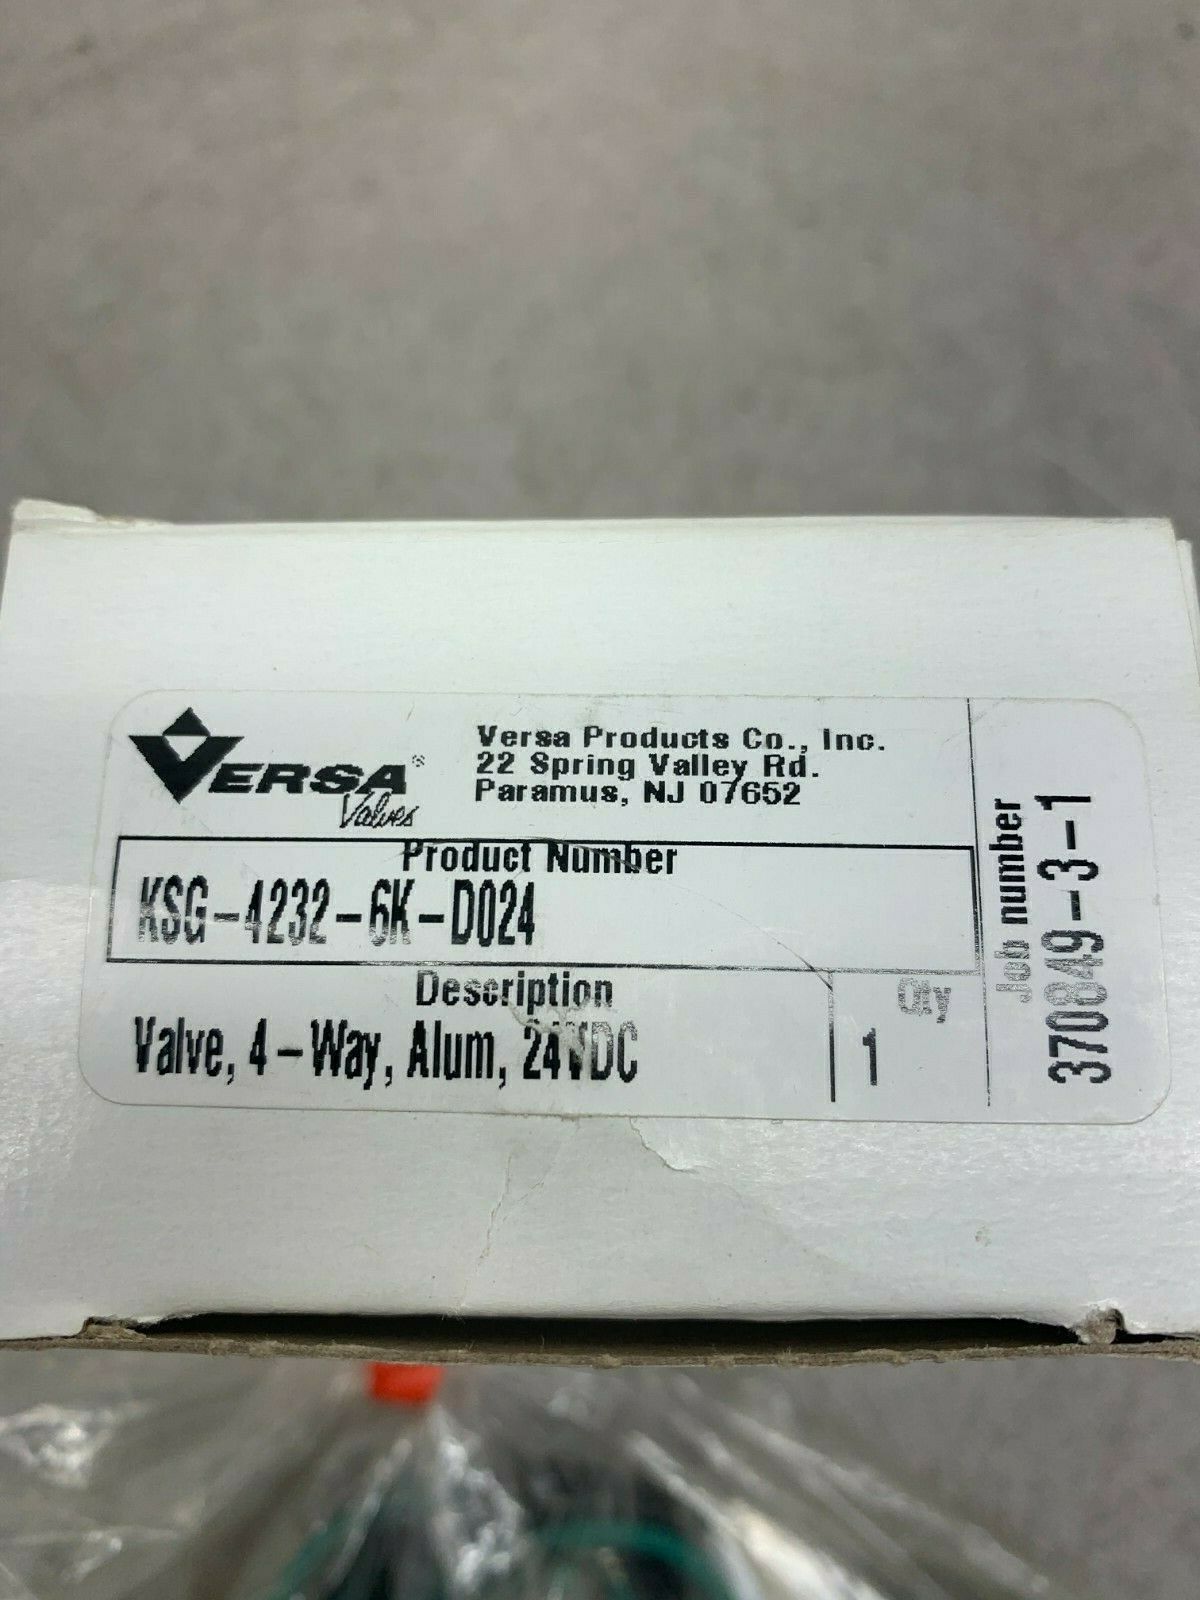 VERSA®
Valves
Versa Products Co., Inc.
22 Spring Valley Rd.
Paramus, NJ 07652
Product Number
KSG-4232-6K-D024
Description
Valve, 4-Way, Alum, 24VDC
Qty
1
Job number
370849-3-1